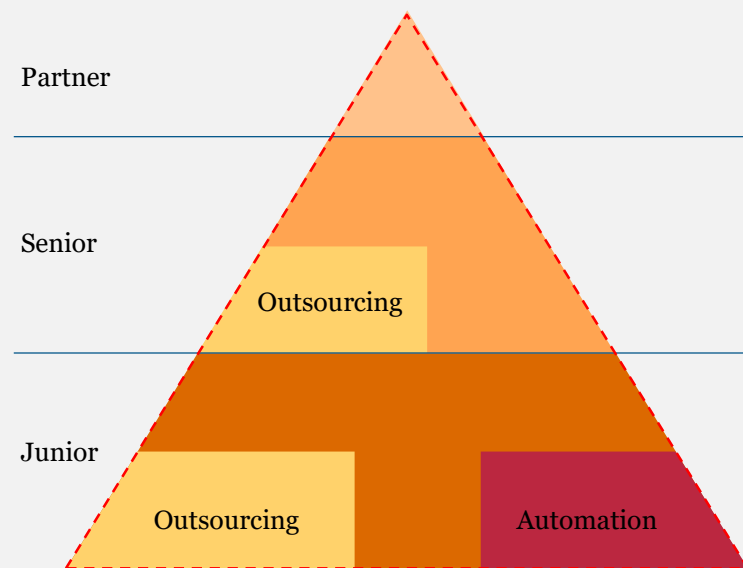 Partner
Senior
Outsourcing
Junior
Outsourcing
Automation